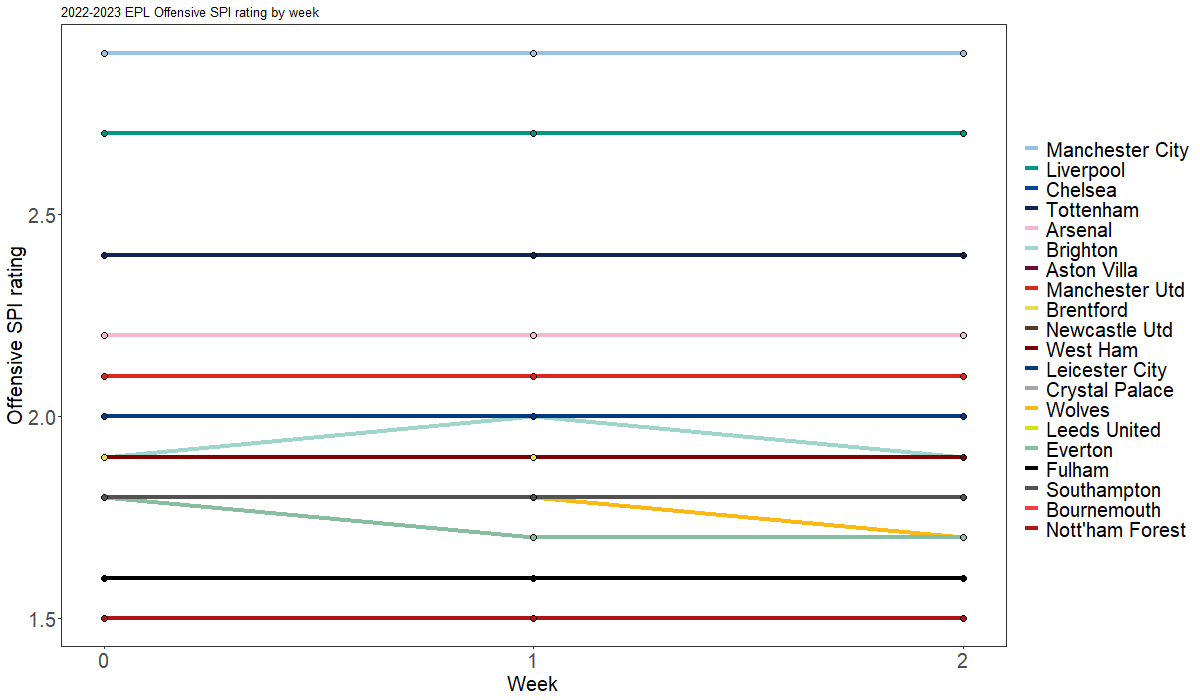 2022-2023 EPL Offensive SPI rating by week
Offensive SPI rating
2.5
2.0
1.5
0
1
2
Week
Manchester City
Liverpool
Chelsea
Tottenham
Arsenal
Brighton
Aston Villa
Manchester Utd
Brentford
Newcastle Utd
West Ham
Leicester City
Crystal Palace
Wolves
Leeds United
Everton
Fulham
Southampton
Bournemouth
Nott'ham Forest